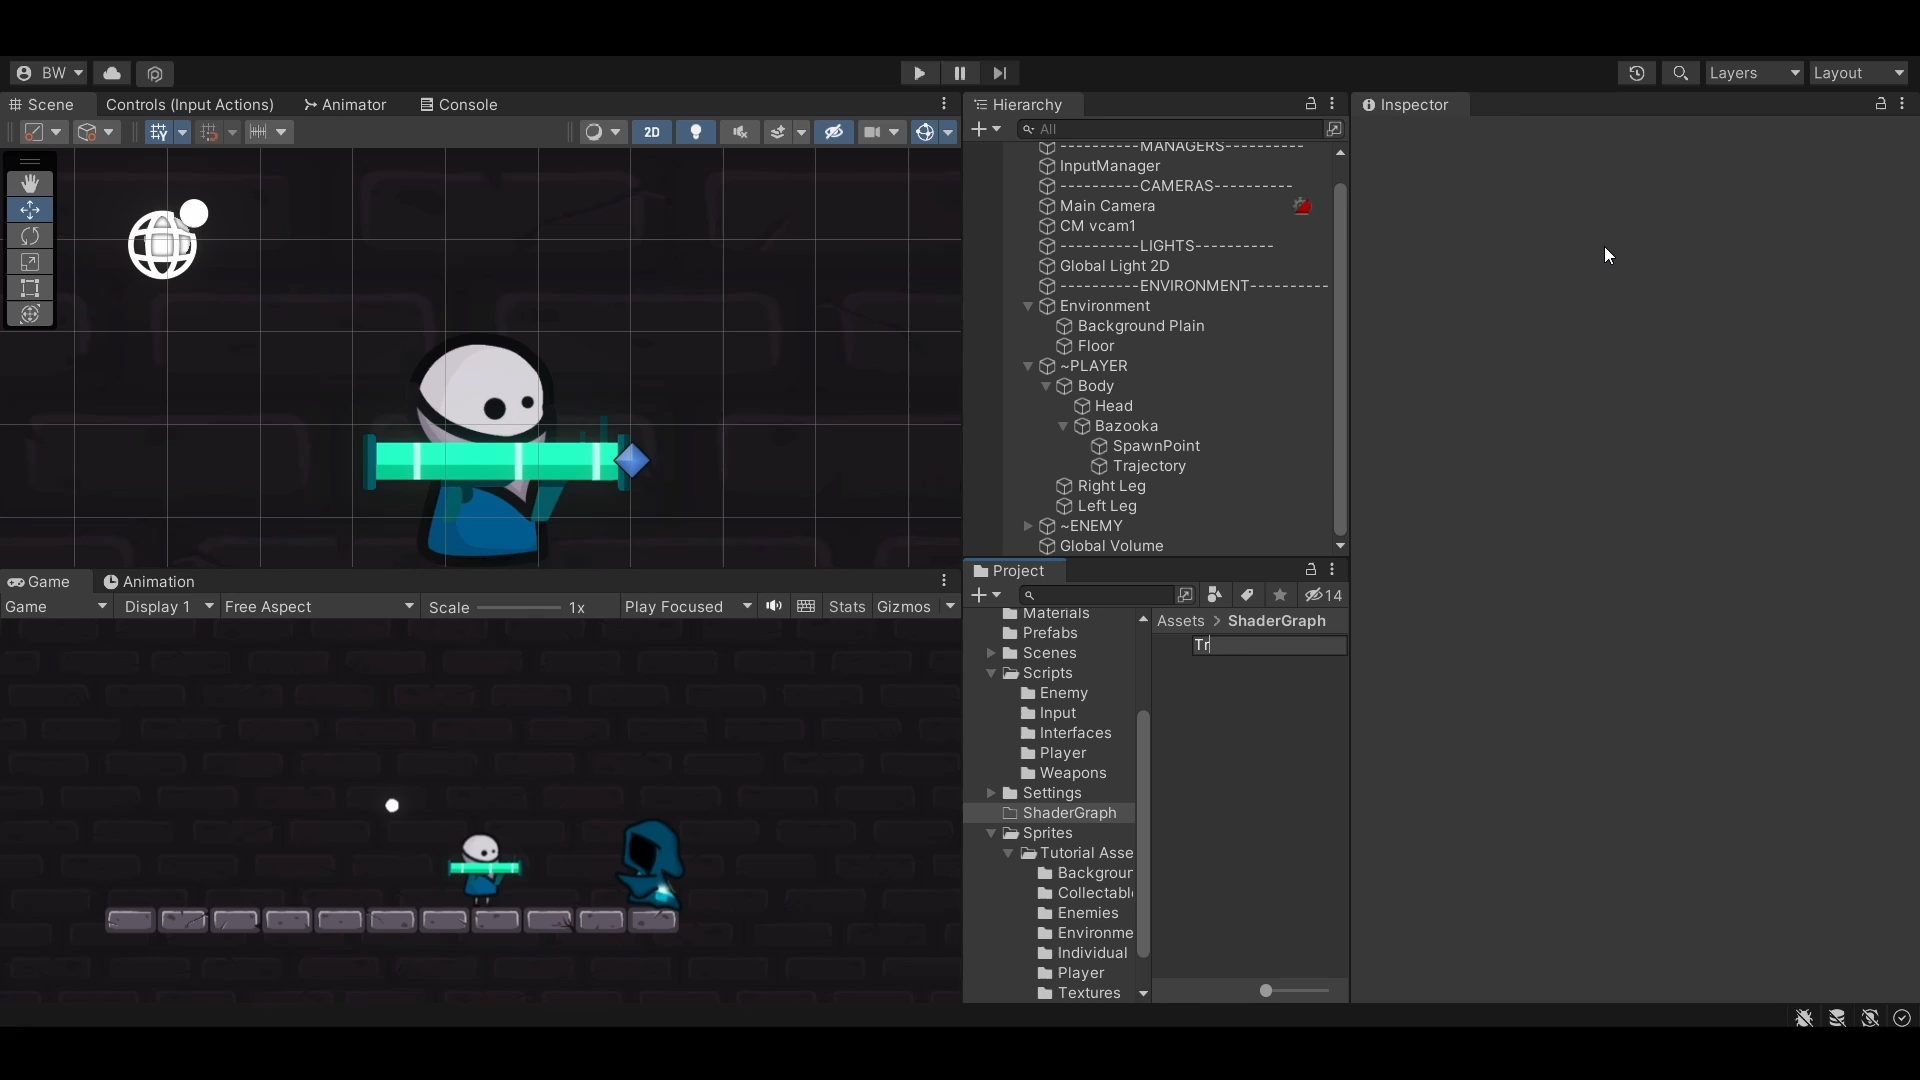 BW
Layers
Layout
Scene
Controls (Input Actions)
Animator
Console
2D
Hierarchy
All
----------MANAGERS----------
InputManager
----------CAMERAS----------
Main Camera
CM vcam1
----------LIGHTS----------
Global Light 2D
----------ENVIRONMENT----------
Environment
Background Plain
Floor
~PLAYER
Body
Head
Bazooka
SpawnPoint
Trajectory
Right Leg
Left Leg
~ENEMY
Global Volume
Inspector
Game
Animation
Game
Display 1
Free Aspect
Scale
1x
Play Focused
Stats
Gizmos
Project
14
Materials
Prefabs
Scenes
Scripts
Enemy
Input
Interfaces
Player
Weapons
Settings
ShaderGraph
Sprites
Tutorial Asse
Backgroun
Collectabl
Enemies
Environme
Individual
Player
Textures
Assets > ShaderGraph
Tr